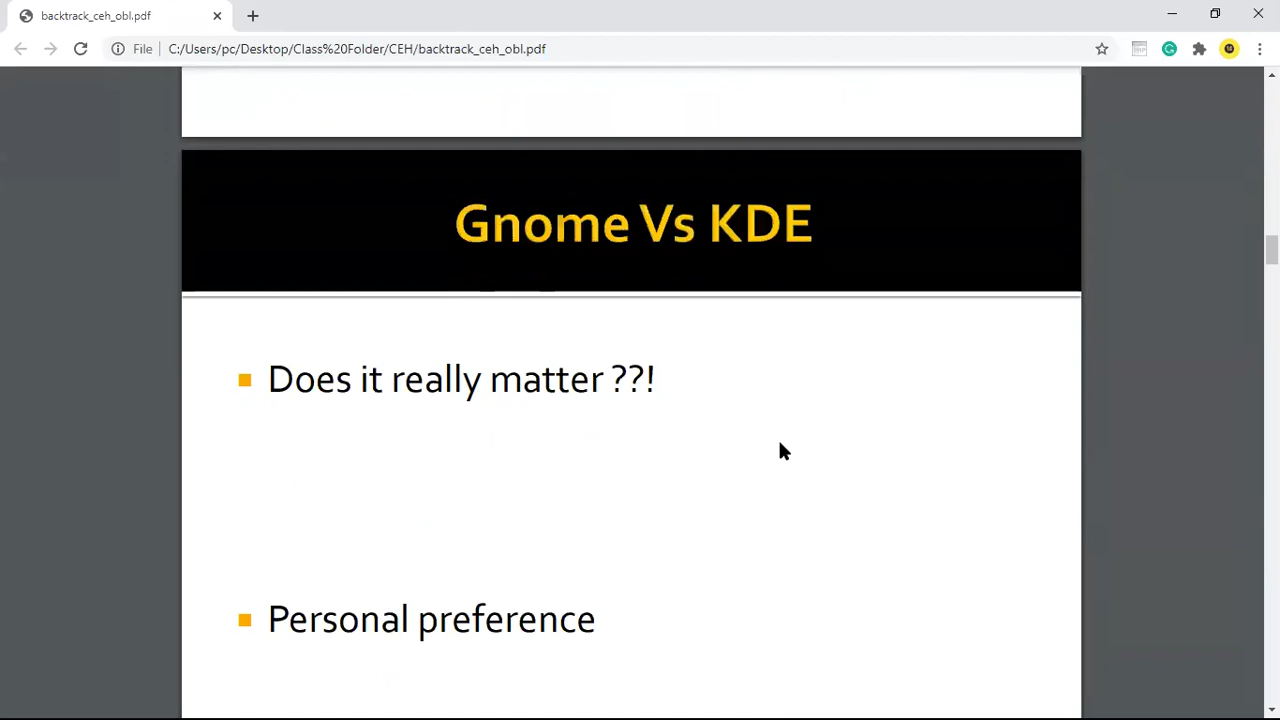 backtrack_ceh_obl.pdf
File C:/Users/pc/Desktop/Class%20Folder/CEH/backtrack_ceh_obl.pdf
Gnome Vs KDE
Does it really matter ??!
Personal preference